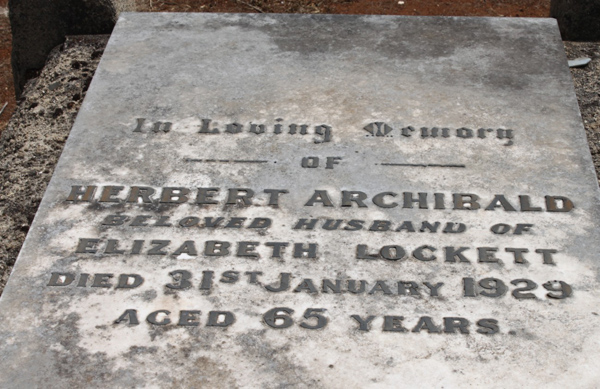 In Loving Memory
OF
HERBERT ARCHIBALD
BELOVED HUSBAND OF
ELIZABETH LOCKETT
DIED 31ST JANUARY 1929
AGED 65 YEARS.